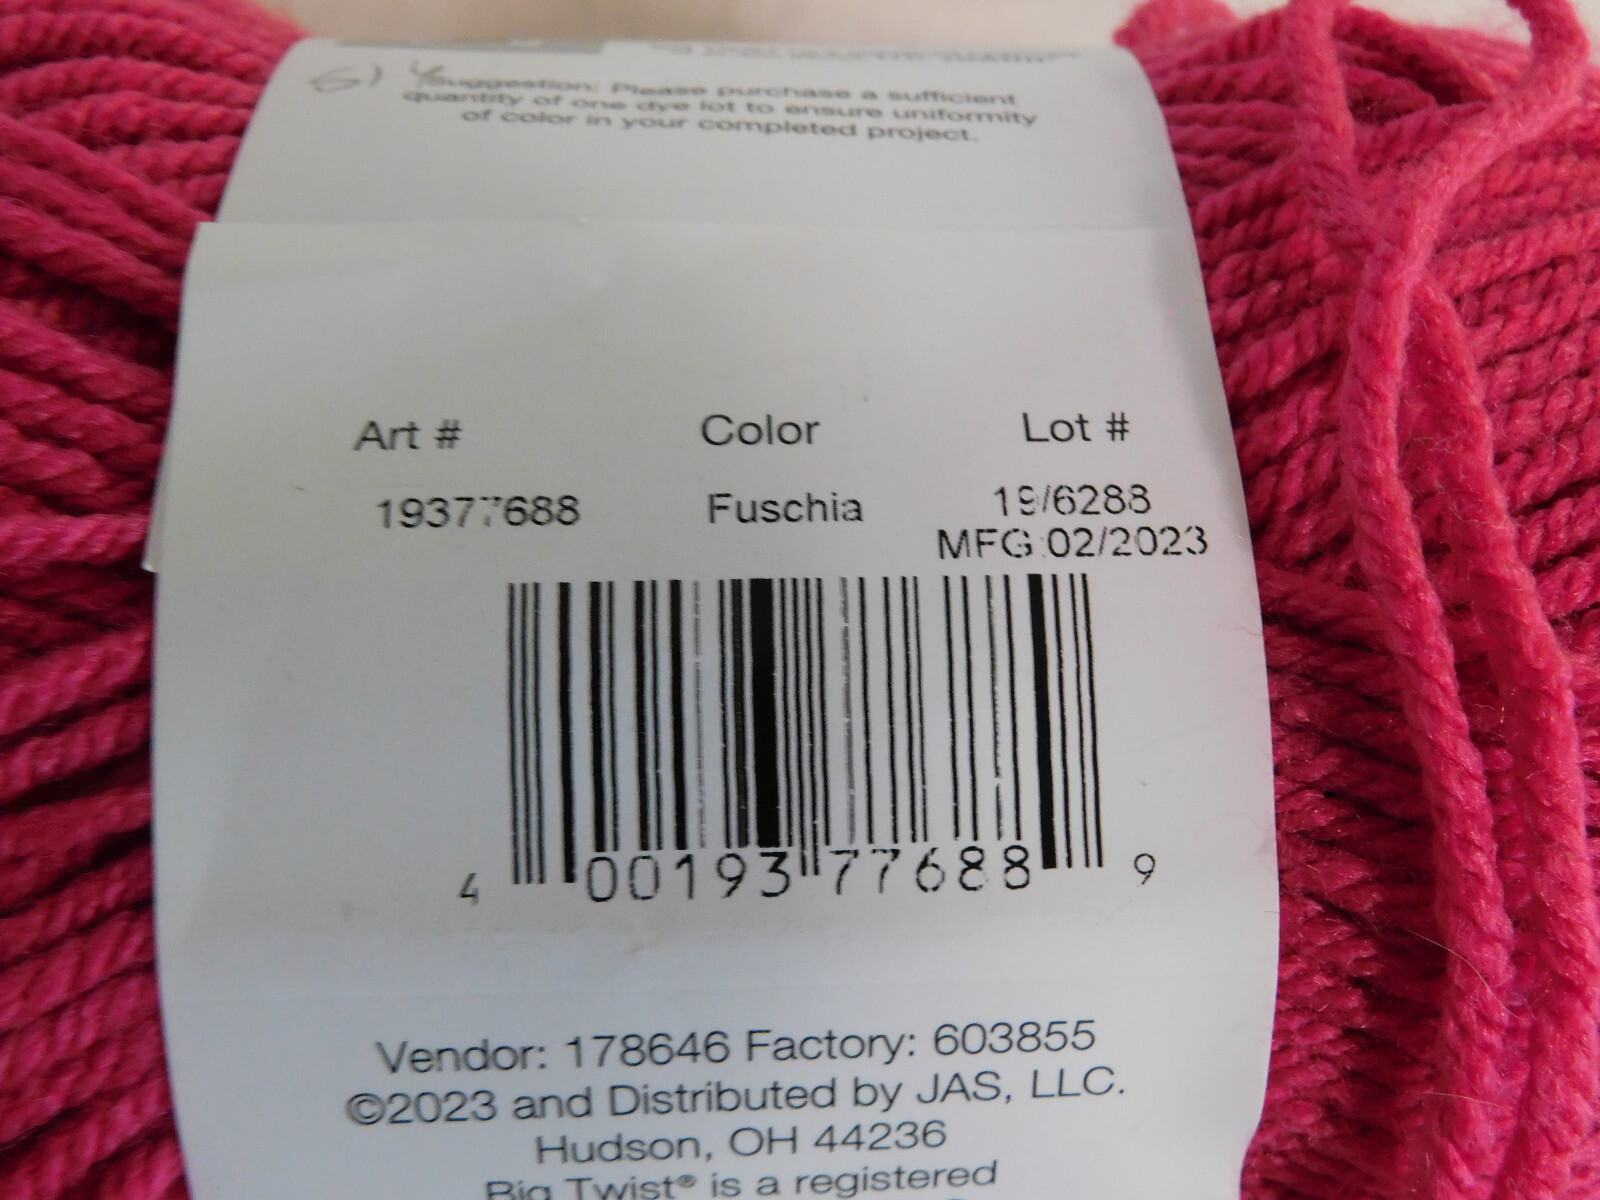 Suggestion: Please purchase a sufficient
quantity of one dye lot to ensure uniformity
of color in your completed project.
Art # Color Lot #
19377688 Fuschia 19/6288
MFG:02/2023
4 00193 77688 9
Vendor: 178646 Factory: 603855
©2023 and Distributed by JAS, LLC.
Hudson, OH 44236
Big Twist® is a registered